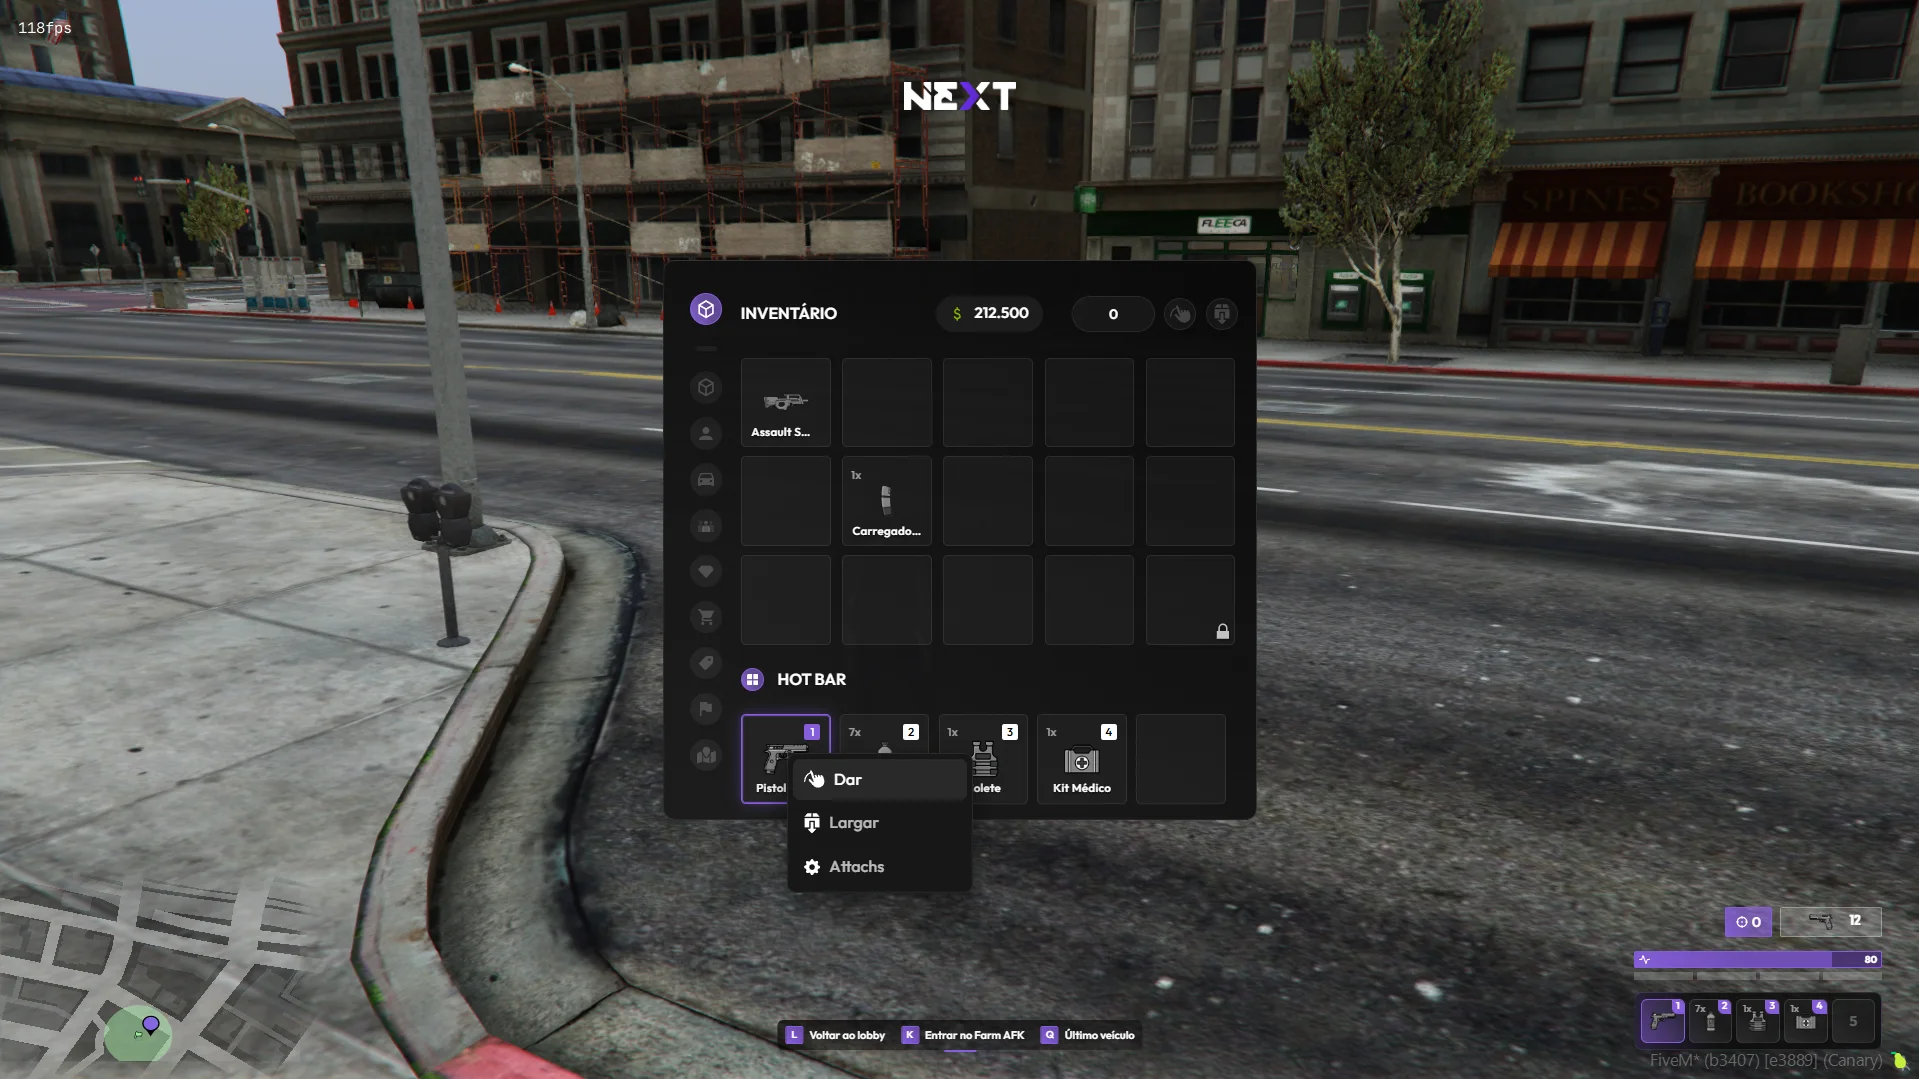 118fps
NEXT
FLEECA
SPINES
BOOKSHO
INVENTÁRIO
$ 212.500
0
Assault S...
1x
Carregado...
HOT BAR
1
7x
2
1x
3
1x
4
Pistol
olete
Kit Médico
Dar
Largar
Attachs
0
12
80
1
7x
2
1x
3
1x
4
5
L Voltar ao lobby
K Entrar no Farm AFK
Q Último veículo
FiveM* (b3407) [e3889] (Canary)